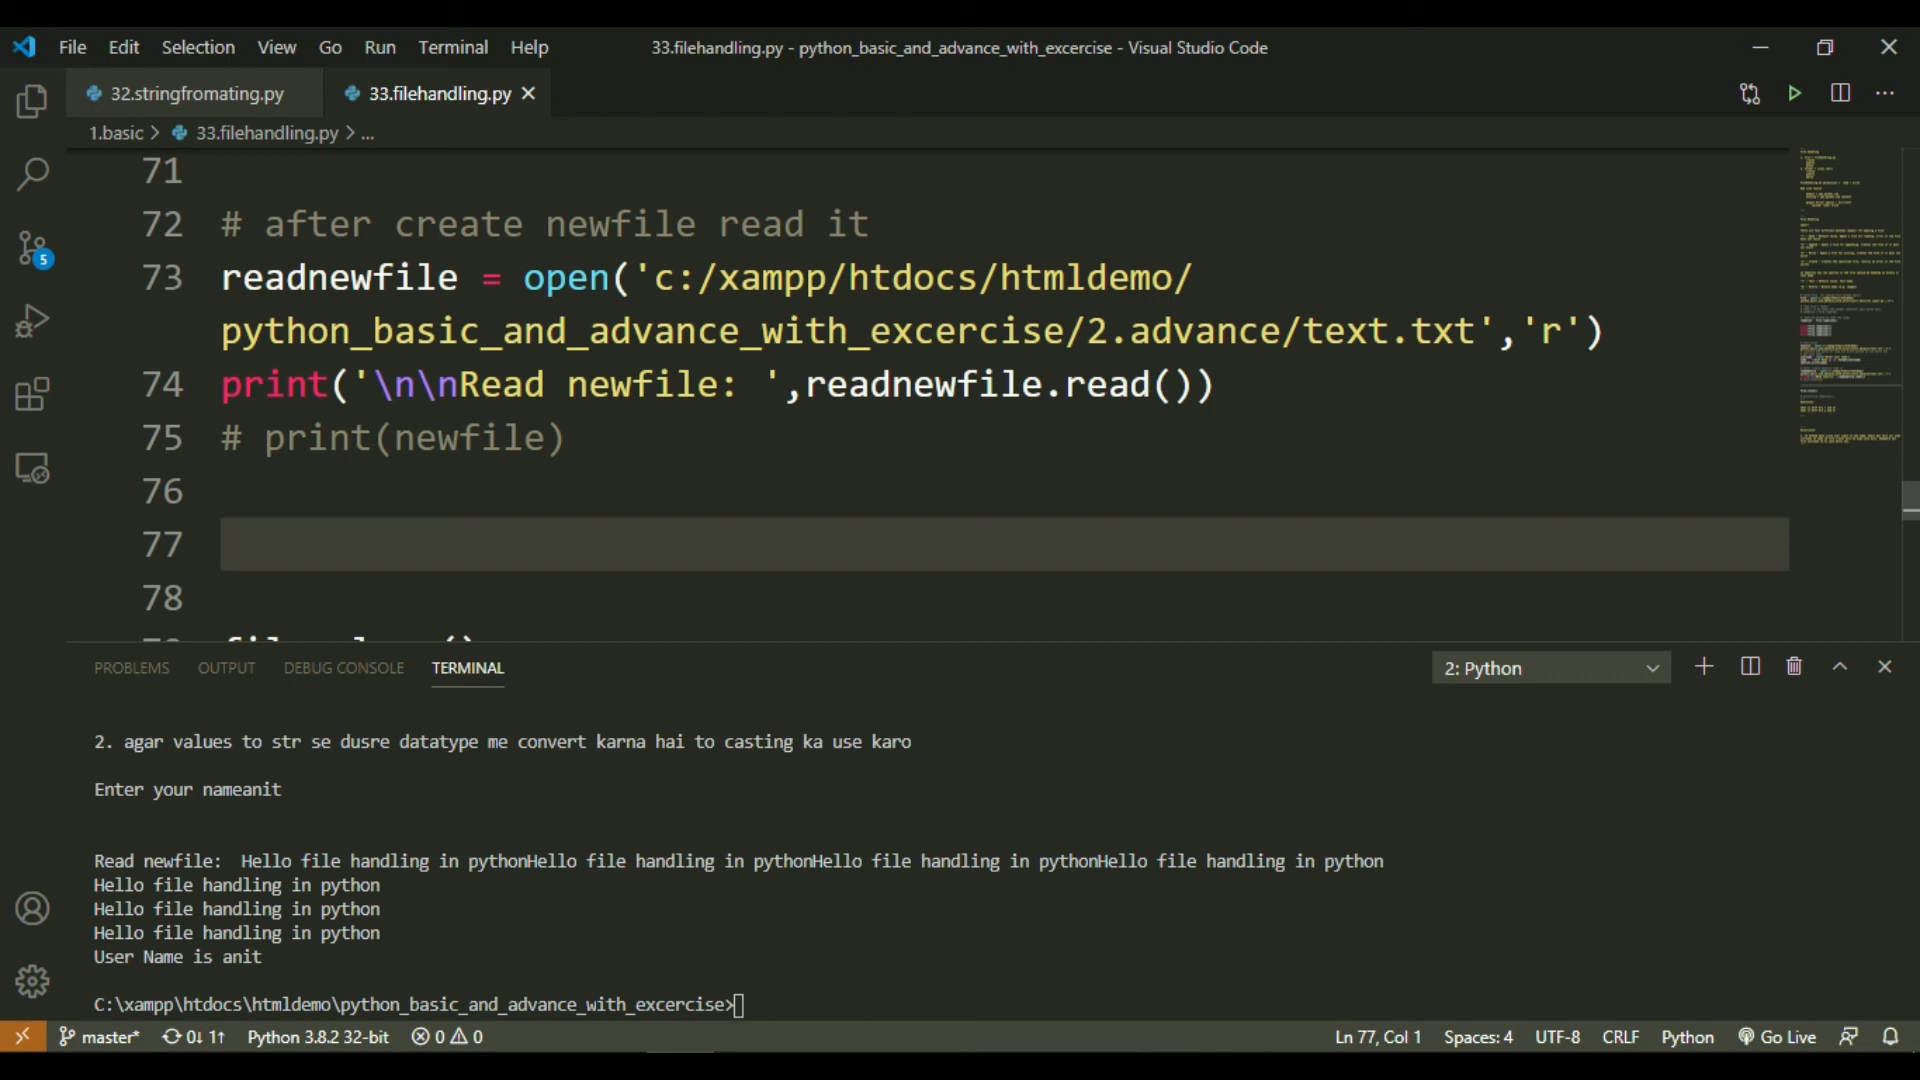 File Edit Selection View Go Run Terminal Help
33.filehandling.py - python_basic_and_advance_with_excercise - Visual Studio Code
32.stringfromating.py
33.filehandling.py
1.basic > 33.filehandling.py > ...
71
72 # after create newfile read it
73 readnewfile = open('c:/xampp/htdocs/htmldemo/
python_basic_and_advance_with_excercise/2.advance/text.txt','r')
74 print('\n\nRead newfile: ',readnewfile.read())
75 # print(newfile)
76
77
78
5
PROBLEMS OUTPUT DEBUG CONSOLE TERMINAL
2: Python
2. agar values to str se dusre datatype me convert karna hai to casting ka use karo
Enter your nameanit
Read newfile:  Hello file handling in pythonHello file handling in pythonHello file handling in pythonHello file handling in python
Hello file handling in python
Hello file handling in python
Hello file handling in python
User Name is anit
C:\xampp\htdocs\htmldemo\python_basic_and_advance_with_excercise>
master* 0↓ 1↑ Python 3.8.2 32-bit 0 0
Ln 77, Col 1 Spaces: 4 UTF-8 CRLF Python Go Live